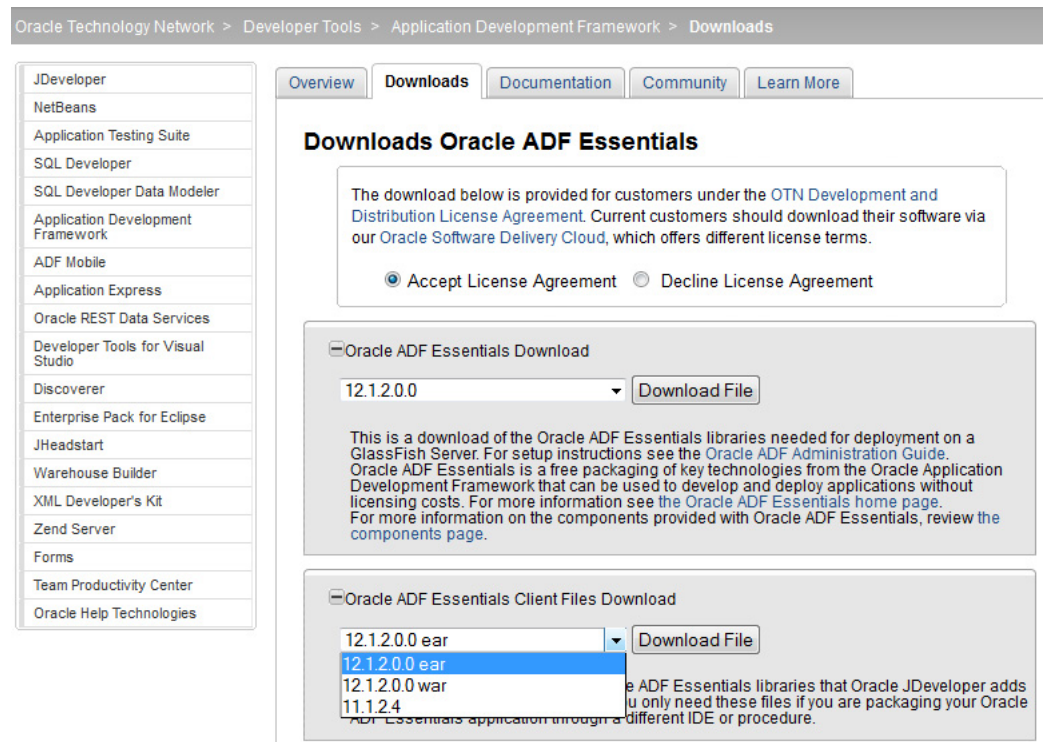 Oracle Technology Network > Developer Tools > Application Development Framework > Downloads
JDeveloper
NetBeans
Application Testing Suite
SQL Developer
SQL Developer Data Modeler
Application Development
Framework
ADF Mobile
Application Express
Oracle REST Data Services
Developer Tools for Visual
Studio
Discoverer
Enterprise Pack for Eclipse
JHeadstart
Warehouse Builder
XML Developer's Kit
Zend Server
Forms
Team Productivity Center
Oracle Help Technologies
Overview Downloads Documentation Community Learn More
Downloads Oracle ADF Essentials
The download below is provided for customers under the OTN Development and
Distribution License Agreement. Current customers should download their software via
our Oracle Software Delivery Cloud, which offers different license terms.
Accept License Agreement Decline License Agreement
Oracle ADF Essentials Download
12.1.2.0.0 Download File
This is a download of the Oracle ADF Essentials libraries needed for deployment on a
GlassFish Server. For setup instructions see the Oracle ADF Administration Guide.
Oracle ADF Essentials is a free packaging of key technologies from the Oracle Application
Development Framework that can be used to develop and deploy applications without
licensing costs. For more information see the Oracle ADF Essentials home page.
For more information on the components provided with Oracle ADF Essentials, review the
components page.
Oracle ADF Essentials Client Files Download
12.1.2.0.0 ear Download File
12.1.2.0.0 ear
12.1.2.0.0 war
11.1.2.4
e ADF Essentials libraries that Oracle JDeveloper adds
u only need these files if you are packaging your Oracle
ADF Essentials application through a different IDE or procedure.